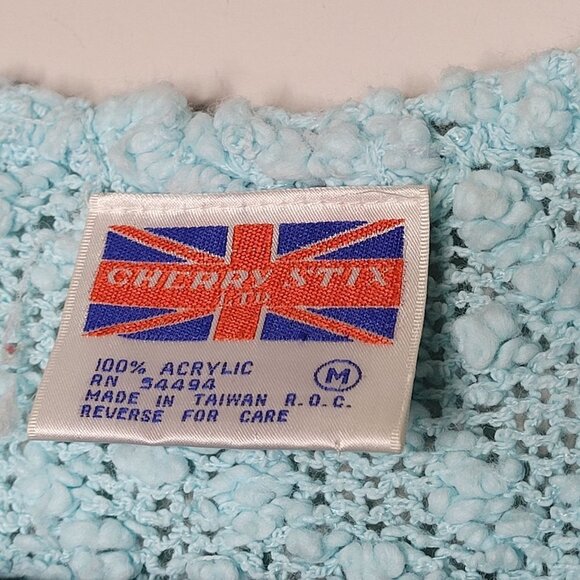 CHERRY STIX
LTD.
100% ACRYLIC
RN 54494
M
MADE IN TAIWAN R.O.C.
REVERSE FOR CARE